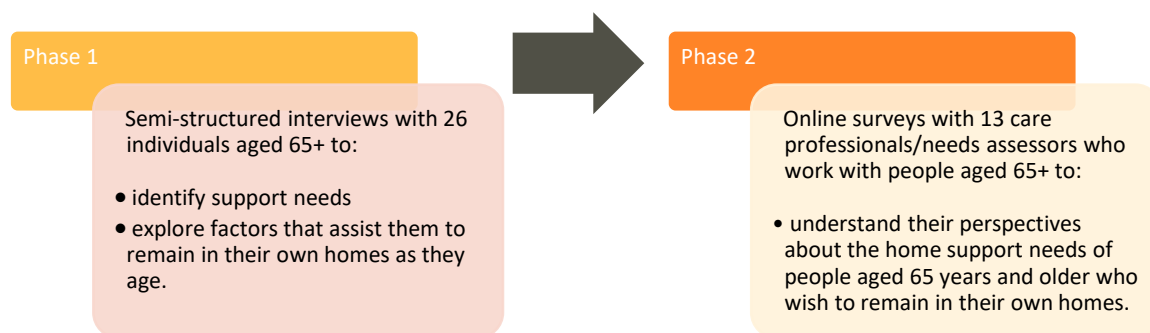 Phase 1
Semi-structured interviews with 26
individuals aged 65+ to:
• identify support needs
• explore factors that assist them to
remain in their own homes as they
age.
Phase 2
Online surveys with 13 care
professionals/needs assessors who
work with people aged 65+ to:
• understand their perspectives
about the home support needs of
people aged 65 years and older who
wish to remain in their own homes.